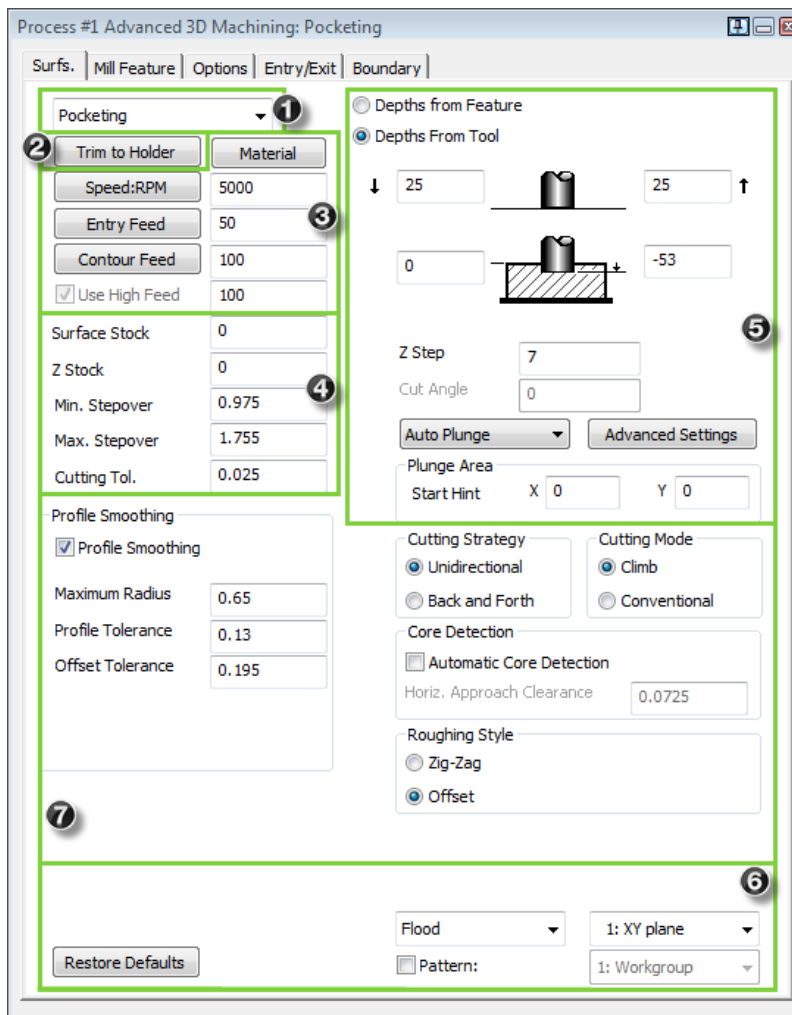 Process #1 Advanced 3D Machining: Pocketing
Surfs. Mill Feature Options Entry/Exit Boundary
Pocketing
1
2
Trim to Holder
Material
Speed:RPM 5000
3
Entry Feed 50
Contour Feed 100
Use High Feed 100
Surface Stock 0
Z Stock 0
4
Min. Stepover 0.975
Max. Stepover 1.755
Cutting Tol. 0.025
Depths from Feature
Depths From Tool
25 25
0 -53
5
Z Step 7
Cut Angle 0
Auto Plunge Advanced Settings
Plunge Area
Start Hint X 0 Y 0
Profile Smoothing
Profile Smoothing
Maximum Radius 0.65
Profile Tolerance 0.13
Offset Tolerance 0.195
7
Cutting Strategy
Unidirectional
Back and Forth
Cutting Mode
Climb
Conventional
Core Detection
Automatic Core Detection
Horiz. Approach Clearance 0.0725
Roughing Style
Zig-Zag
Offset
6
Flood 1: XY plane
Restore Defaults
Pattern: 1: Workgroup